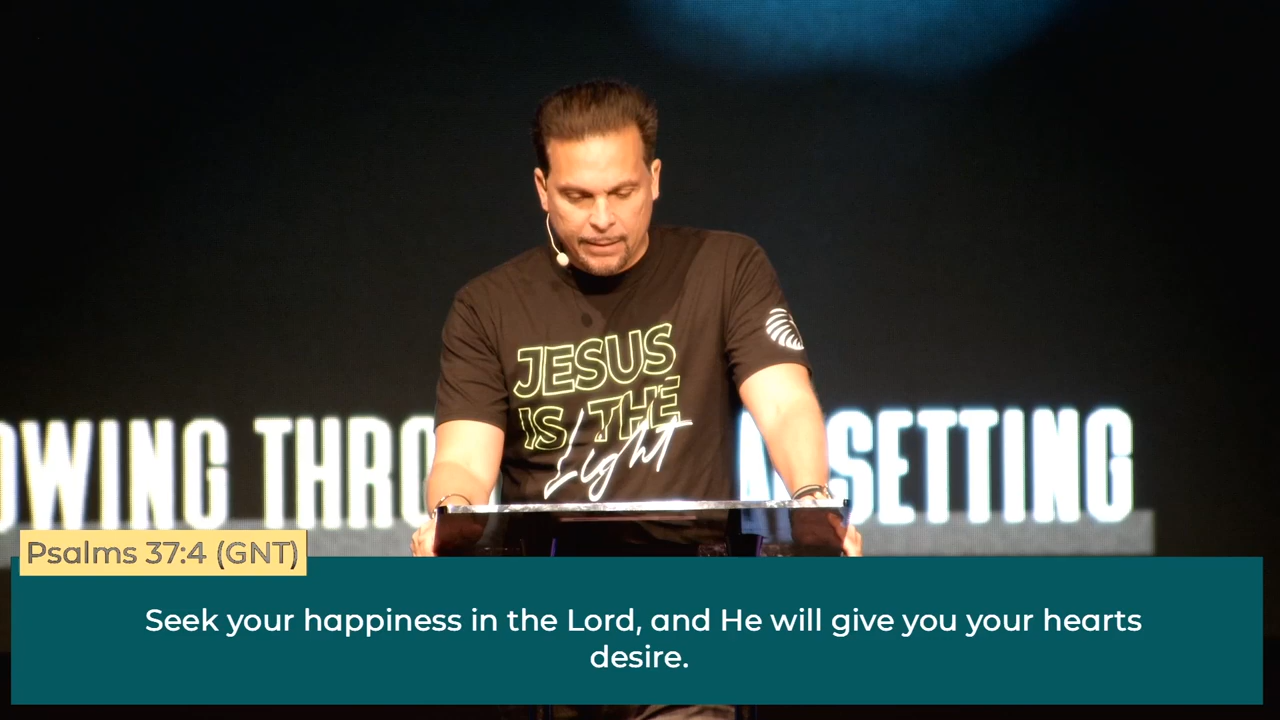 JESUS
IS THE
Light
OWING THRO SETTING
Psalms 37:4 (GNT)
Seek your happiness in the Lord, and He will give you your hearts
desire.